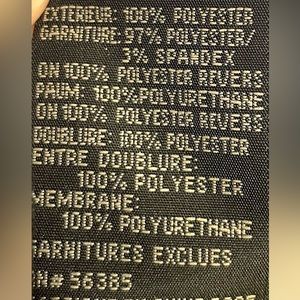 EXTERIEUR: 100% POLYESTER
GARNITURE: 97% POLYESTER/
3% SPANDEX
ON 100% POLYESTER REVERS
PAUM: 100% POLYURETHANE
ON 100% POLYESTER REVERS
DOUBLURE: 100% POLYESTER
ENTRE DOUBLURE:
100% POLYESTER
MEMBRANE:
100% POLYURETHANE
GARNITURES EXCLUES
# 56385